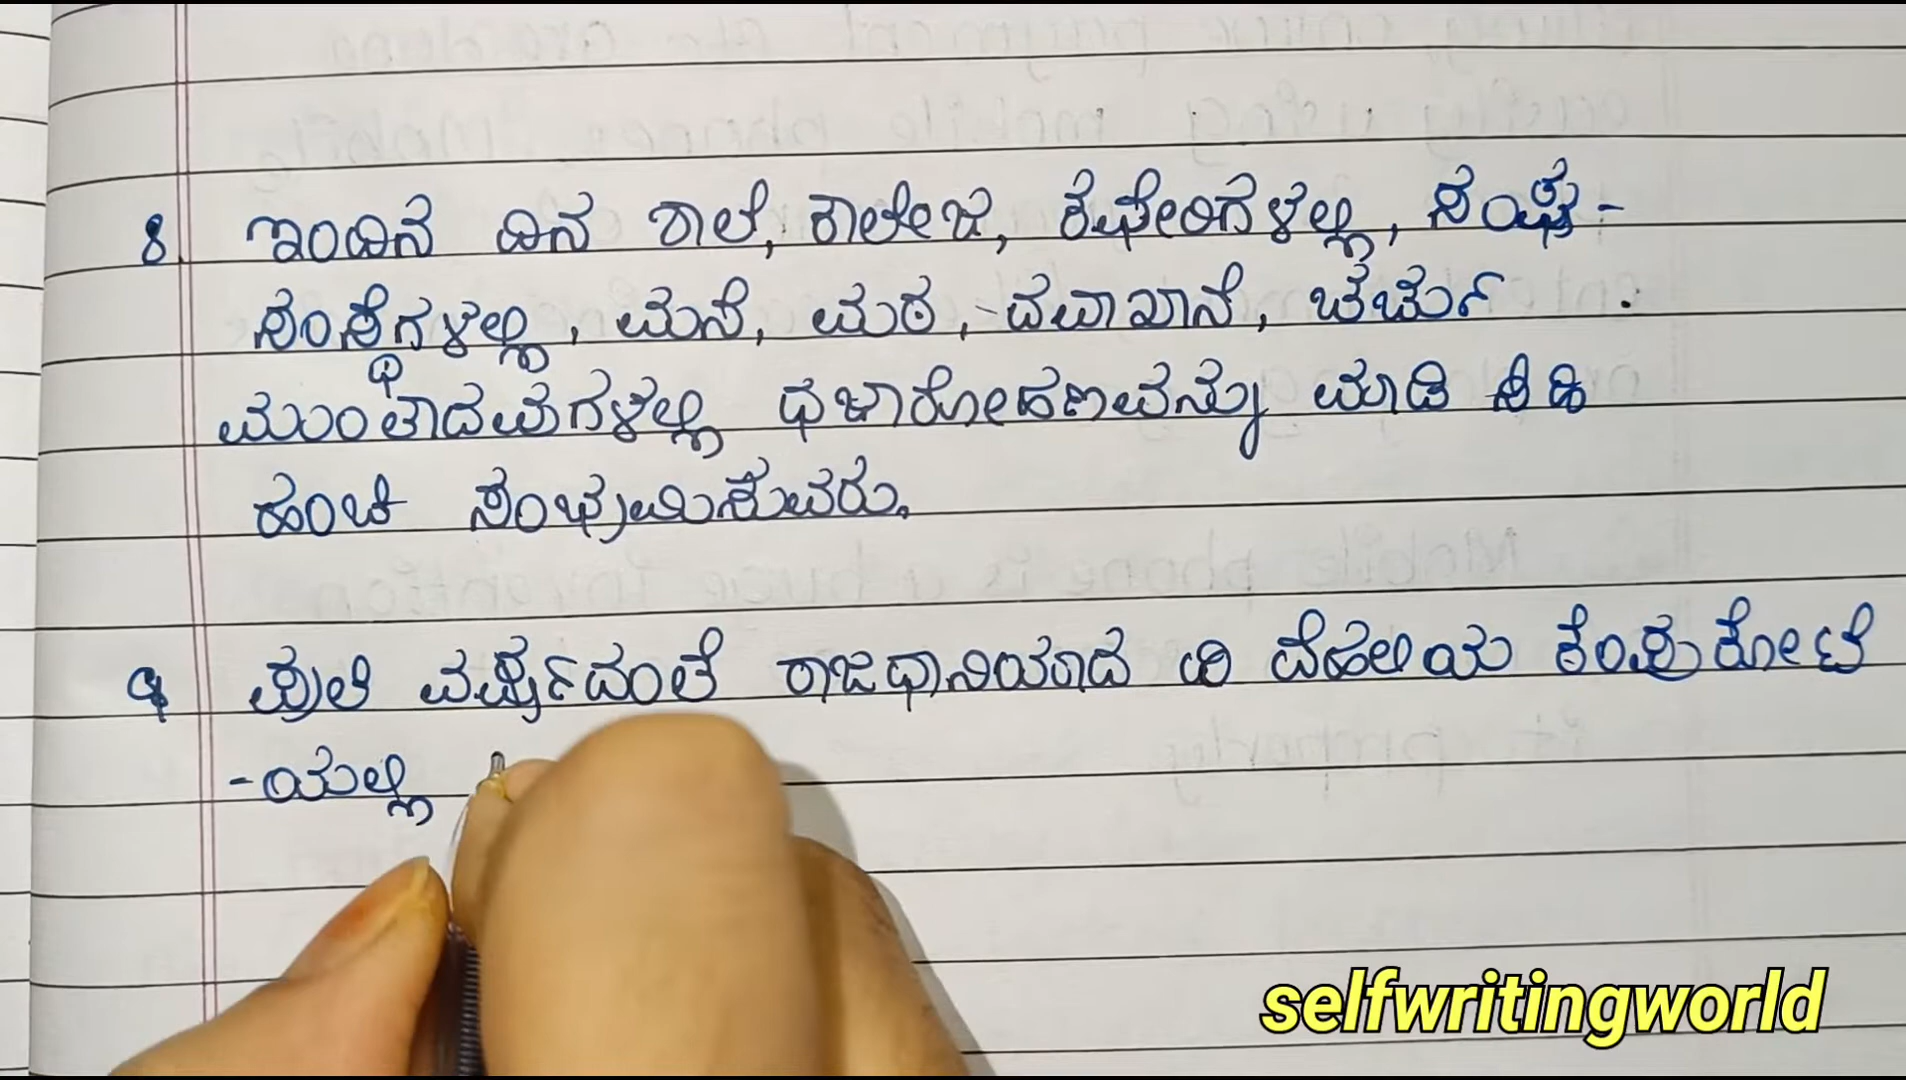 8. ಇಂದಿನ ದಿನ ಶಾಲೆ, ಕಾಲೇಜ, ಕಛೇರಿಗಳಲ್ಲಿ, ಸಂಘ-
ಸಂಸ್ಥೆಗಳಲ್ಲಿ, ಮನೆ, ಮಠ, ದವಾಖಾನೆ, ಚರ್ಚ
ಮುಂತಾದವುಗಳಲ್ಲಿ ಧ್ವಜಾರೋಹಣವನ್ನು ಮಾಡಿ ಸಿಹಿ
ಹಂಚಿ ಸಂಭ್ರಮಿಸುವರು.
9 ಪ್ರತಿ ವರ್ಷದಂತೆ ರಾಜಧಾನಿಯಾದ ದೆಹಲಿಯ ಕೆಂಪುಕೋಟೆ
-ಯಲ್ಲಿ
selfwritingworld